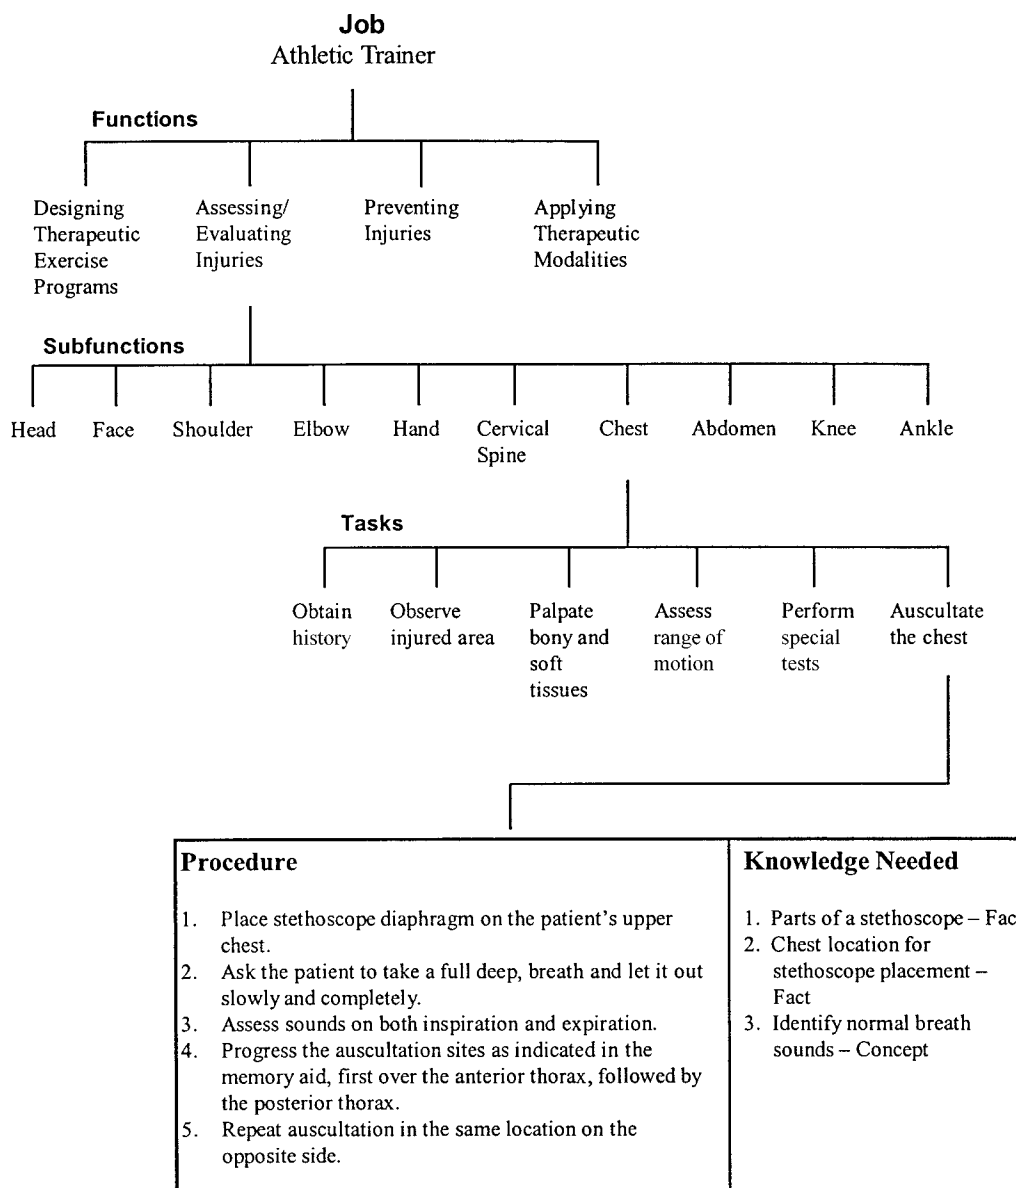 Job
Athletic Trainer
Functions
Designing
Therapeutic
Exercise
Programs
Assessing/
Evaluating
Injuries
Preventing
Injuries
Applying
Therapeutic
Modalities
Subfunctions
Head
Face
Shoulder
Elbow
Hand
Cervical
Spine
Chest
Abdomen
Knee
Ankle
Tasks
Obtain
history
Observe
injured area
Palpate
bony and
soft
tissues
Assess
range of
motion
Perform
special
tests
Auscultate
the chest
Procedure
1. Place stethoscope diaphragm on the patient's upper
chest.
2. Ask the patient to take a full deep, breath and let it out
slowly and completely.
3. Assess sounds on both inspiration and expiration.
4. Progress the auscultation sites as indicated in the
memory aid, first over the anterior thorax, followed by
the posterior thorax.
5. Repeat auscultation in the same location on the
opposite side.
Knowledge Needed
1. Parts of a stethoscope – Fac
2. Chest location for
stethoscope placement –
Fact
3. Identify normal breath
sounds – Concept